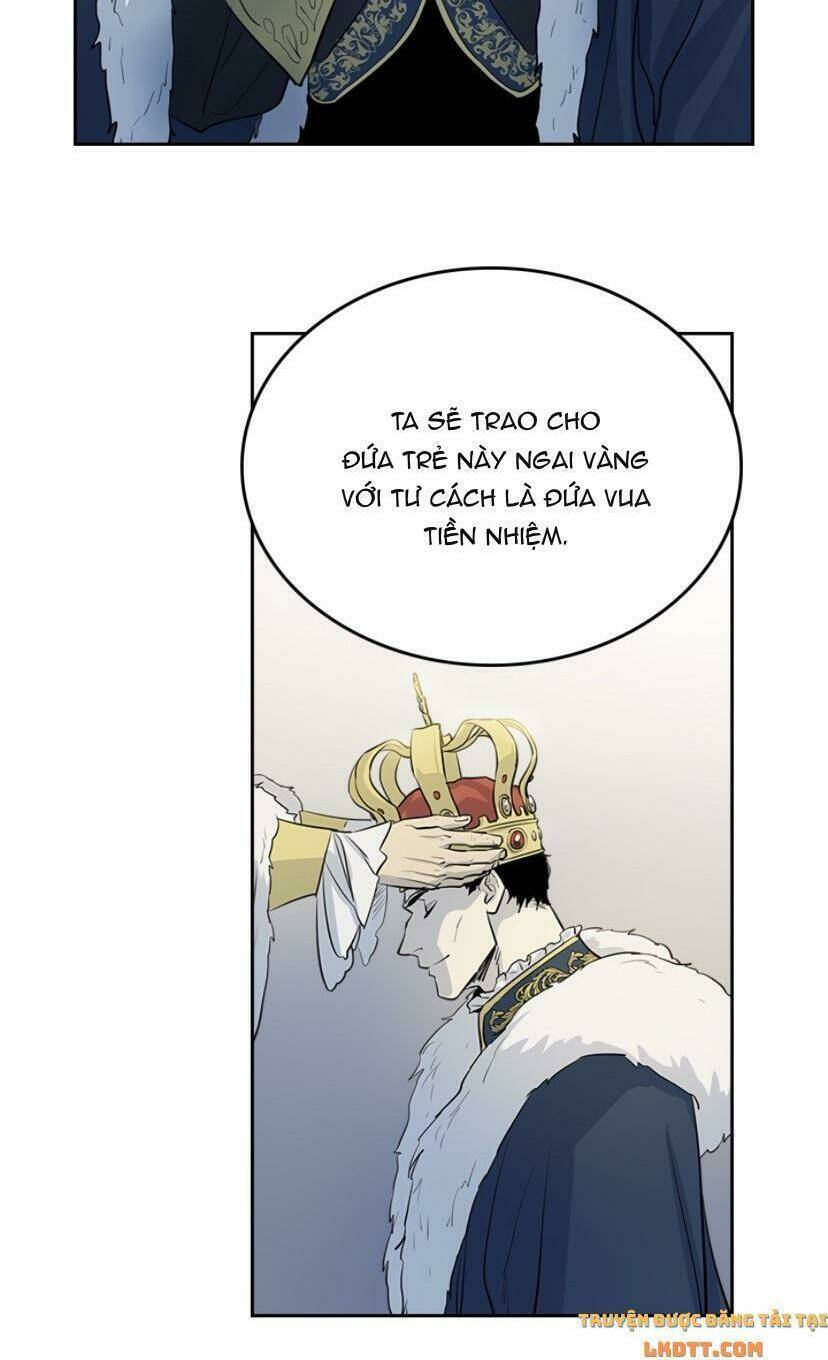 TA SẼ TRAO CHO
ĐỨA TRẺ NÀY NGAI VÀNG
VỚI TƯ CÁCH LÀ ĐỨA VUA
TIỀN NHIỆM.
TRUYỆN ĐƯỢC ĐĂNG TẢI TẠI
LKDTT.COM